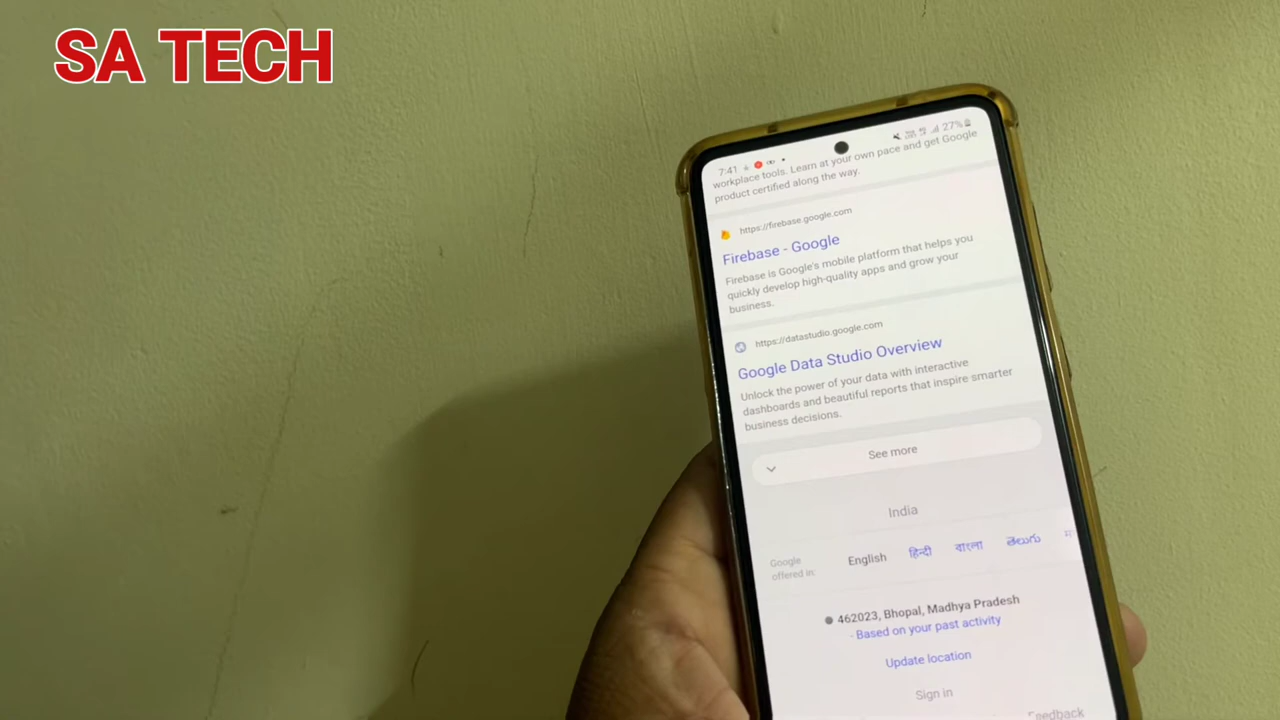 SA TECH
7:41
27%
workplace tools. Learn at your own pace and get Google
product certified along the way.
https://firebase.google.com
Firebase - Google
Firebase is Google's mobile platform that helps you
quickly develop high-quality apps and grow your
business.
https://datastudio.google.com
Google Data Studio Overview
Unlock the power of your data with interactive
dashboards and beautiful reports that inspire smarter
business decisions.
See more
India
Google
offered in:
English हिन्दी বাংলা తెలుగు
462023, Bhopal, Madhya Pradesh
- Based on your past activity
Update location
Sign in
Feedback